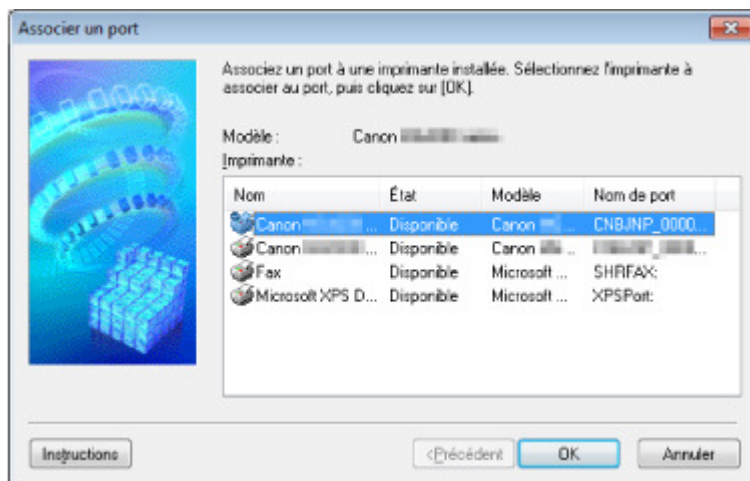 Associer un port
Associez un port à une imprimante installée. Sélectionnez l'imprimante à
associer au port, puis cliquez sur [OK].
Modèle : Canon
Imprimante :
Nom État Modèle Nom de port
Canon ... Disponible Canon ... CNBJNP_0000...
Canon ... Disponible Canon ...
Fax Disponible Microsoft ... SHRFAX:
Microsoft XPS D... Disponible Microsoft ... XPSPort:
Instructions <Précédent OK Annuler